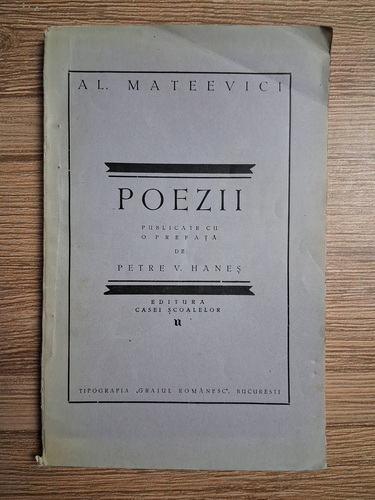 AL. MATEEVICI
POEZII
PUBLICATE CU
O PREFAȚĂ
DE
PETRE V. HANEȘ
EDITURA
CASEI ȘCOALELOR
TIPOGRAFIA „GRAIUL ROMÂNESC”, BUCUREȘTI